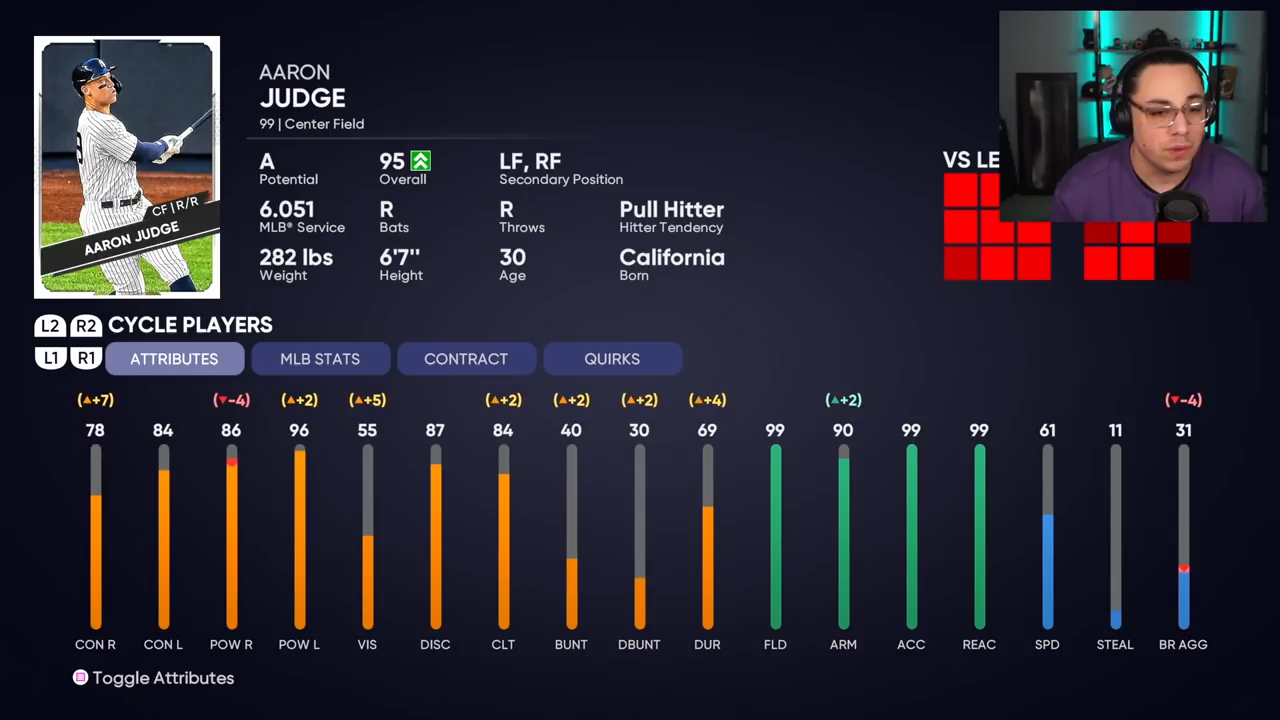 AARON
JUDGE
99 | Center Field
A
Potential
95
Overall
LF, RF
Secondary Position
6.051
MLB® Service
R
Bats
R
Throws
Pull Hitter
Hitter Tendency
282 lbs
Weight
6'7"
Height
30
Age
California
Born
CF | R/R
AARON JUDGE
VS LE
L2 R2 CYCLE PLAYERS
L1 R1 ATTRIBUTES MLB STATS CONTRACT QUIRKS
(+7) (-4) (+2) (+5) (+2) (+2) (+2) (+4) (+2) (-4)
78 84 86 96 55 87 84 40 30 69 99 90 99 99 61 11 31
CON R CON L POW R POW L VIS DISC CLT BUNT DBUNT DUR FLD ARM ACC REAC SPD STEAL BR AGG
Toggle Attributes